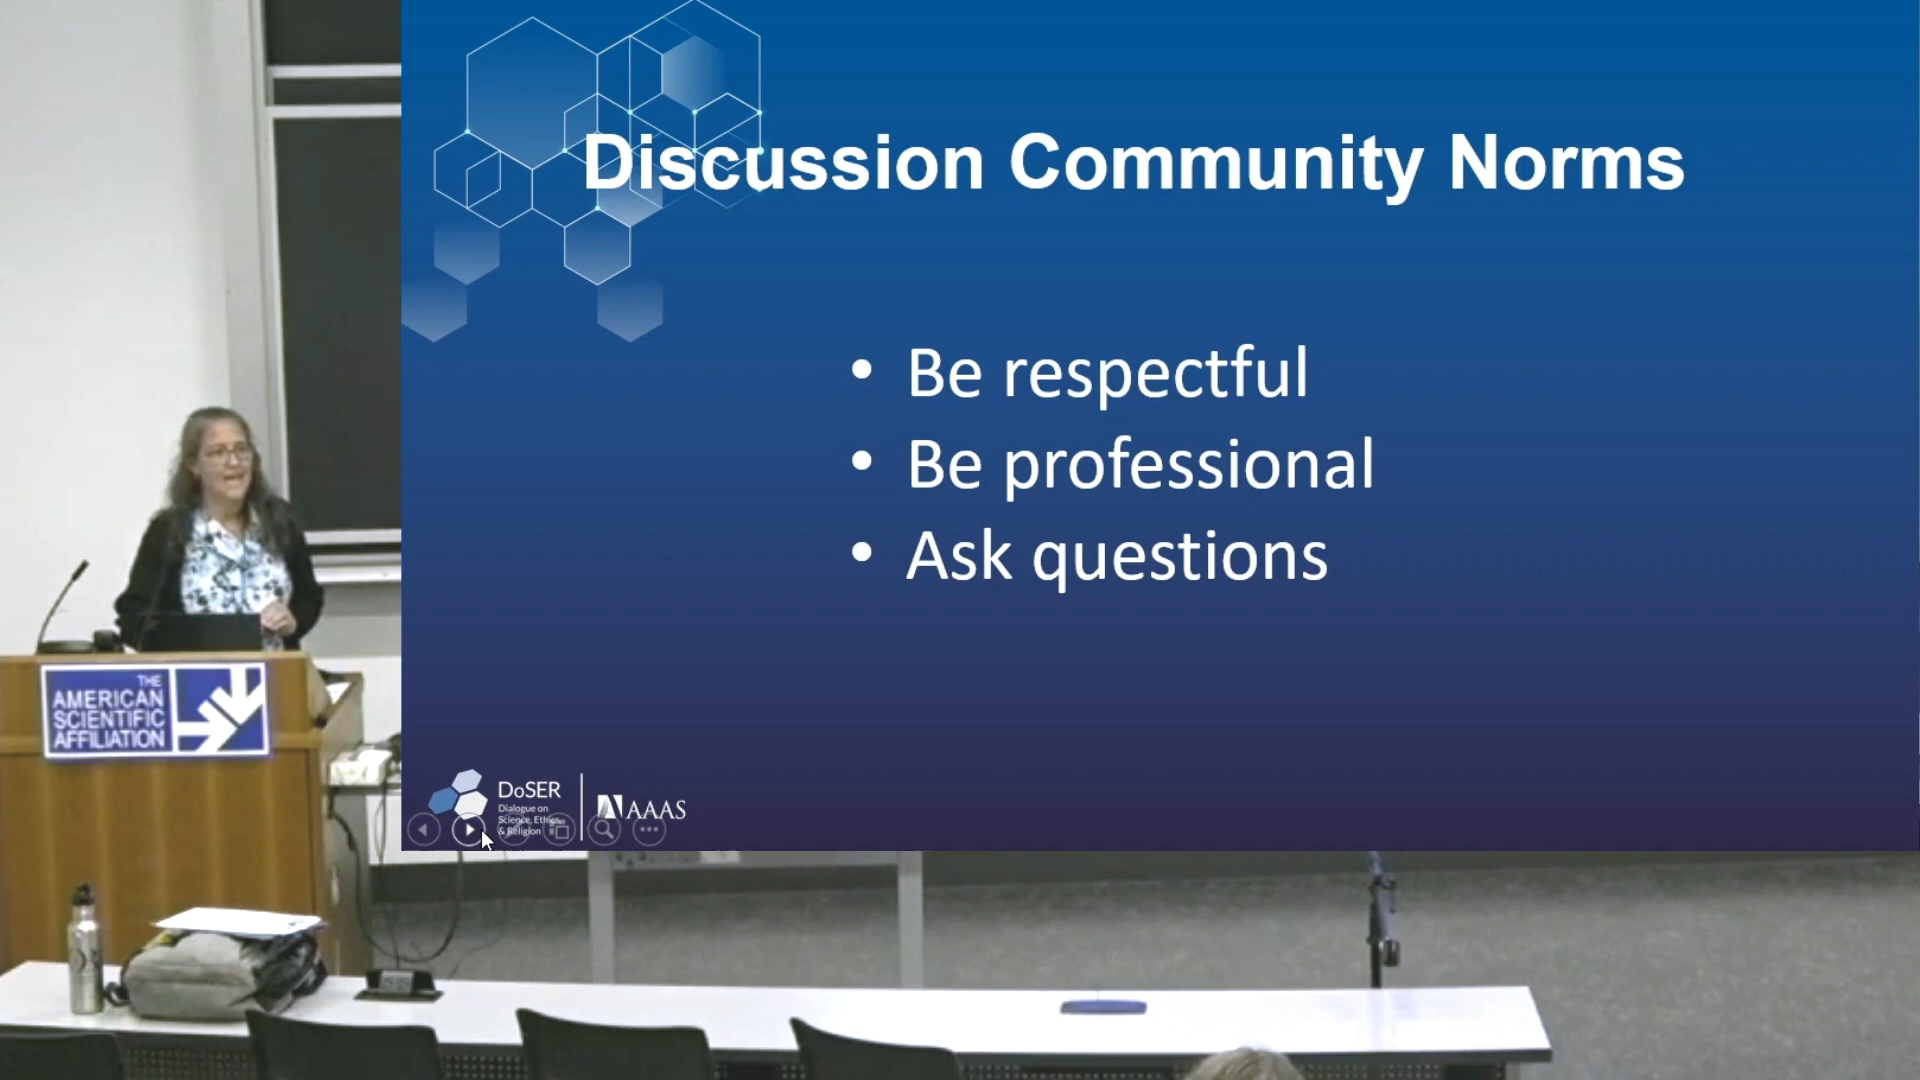 Discussion Community Norms
• Be respectful
• Be professional
• Ask questions
THE
AMERICAN
SCIENTIFIC
AFFILIATION
DoSER
Dialogue on
Science, Ethics
& Religion
AAAS